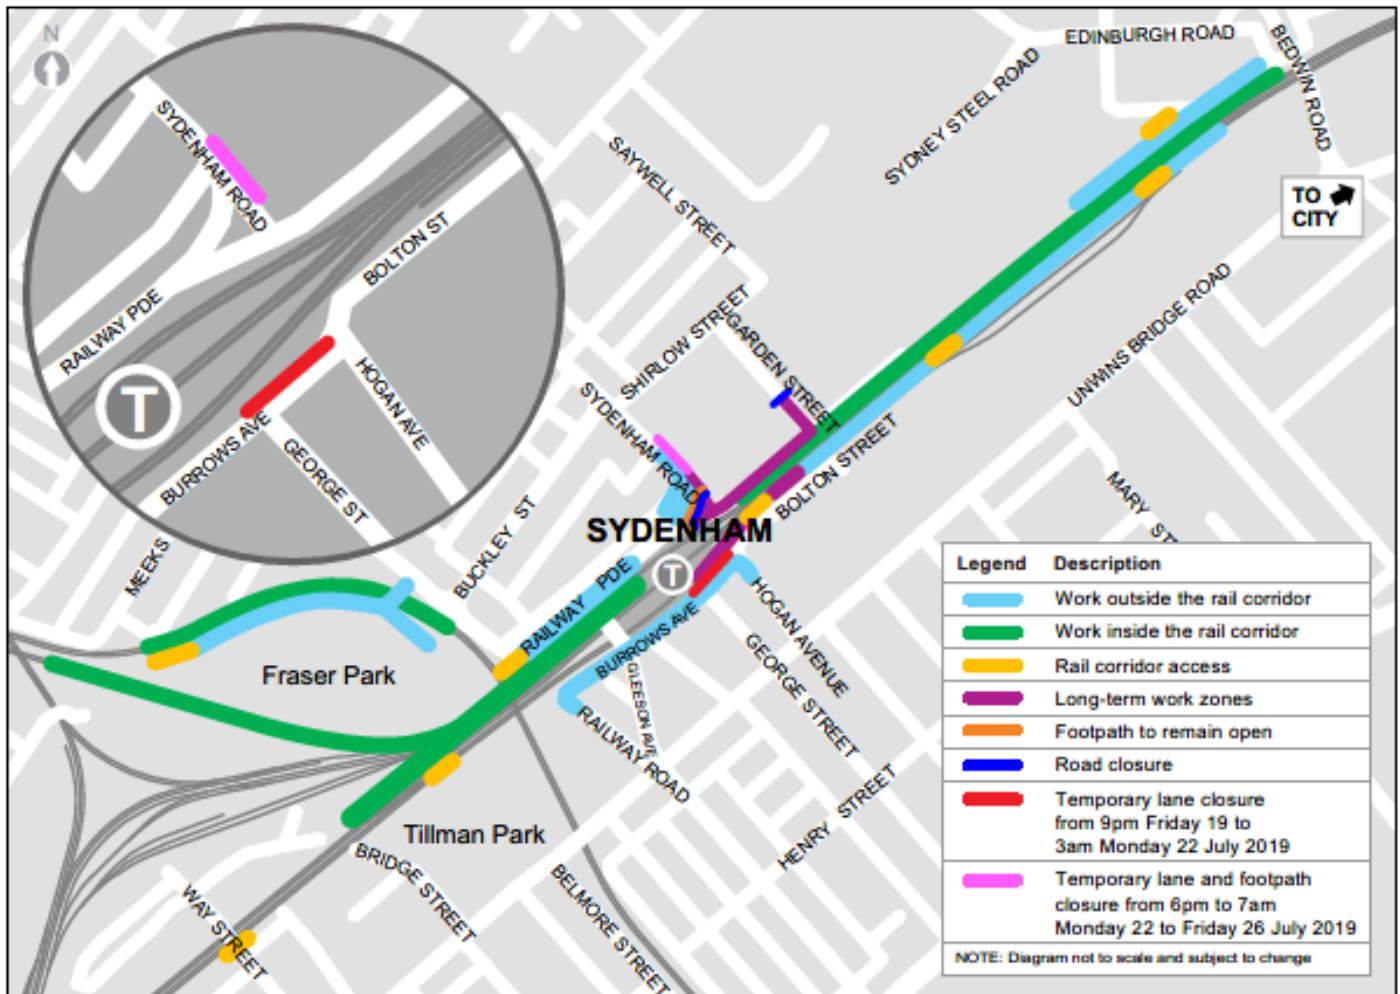 N
EDINBURGH ROAD
BEDWIN ROAD
SYDNEY STEEL ROAD
TO
CITY
SYDENHAM ROAD
BOLTON ST
RAILWAY PDE
T
HOGAN AVE
BURROWS AVE
GEORGE ST
SAYWELL STREET
SHIRLOW STREET
GARDEN STREET
SYDENHAM ROAD
UNWINS BRIDGE ROAD
BOLTON STREET
MARY ST
SYDENHAM
T
MEEKS
BUCKLEY ST
RAILWAY PDE
HOGAN AVENUE
BURROWS AVE
GEORGE STREET
GLEESON AVE
RAILWAY ROAD
Fraser Park
HENRY STREET
Tillman Park
BRIDGE STREET
BELMORE STREET
WAY STREET
Legend Description
Work outside the rail corridor
Work inside the rail corridor
Rail corridor access
Long-term work zones
Footpath to remain open
Road closure
Temporary lane closure
from 9pm Friday 19 to
3am Monday 22 July 2019
Temporary lane and footpath
closure from 6pm to 7am
Monday 22 to Friday 26 July 2019
NOTE: Diagram not to scale and subject to change